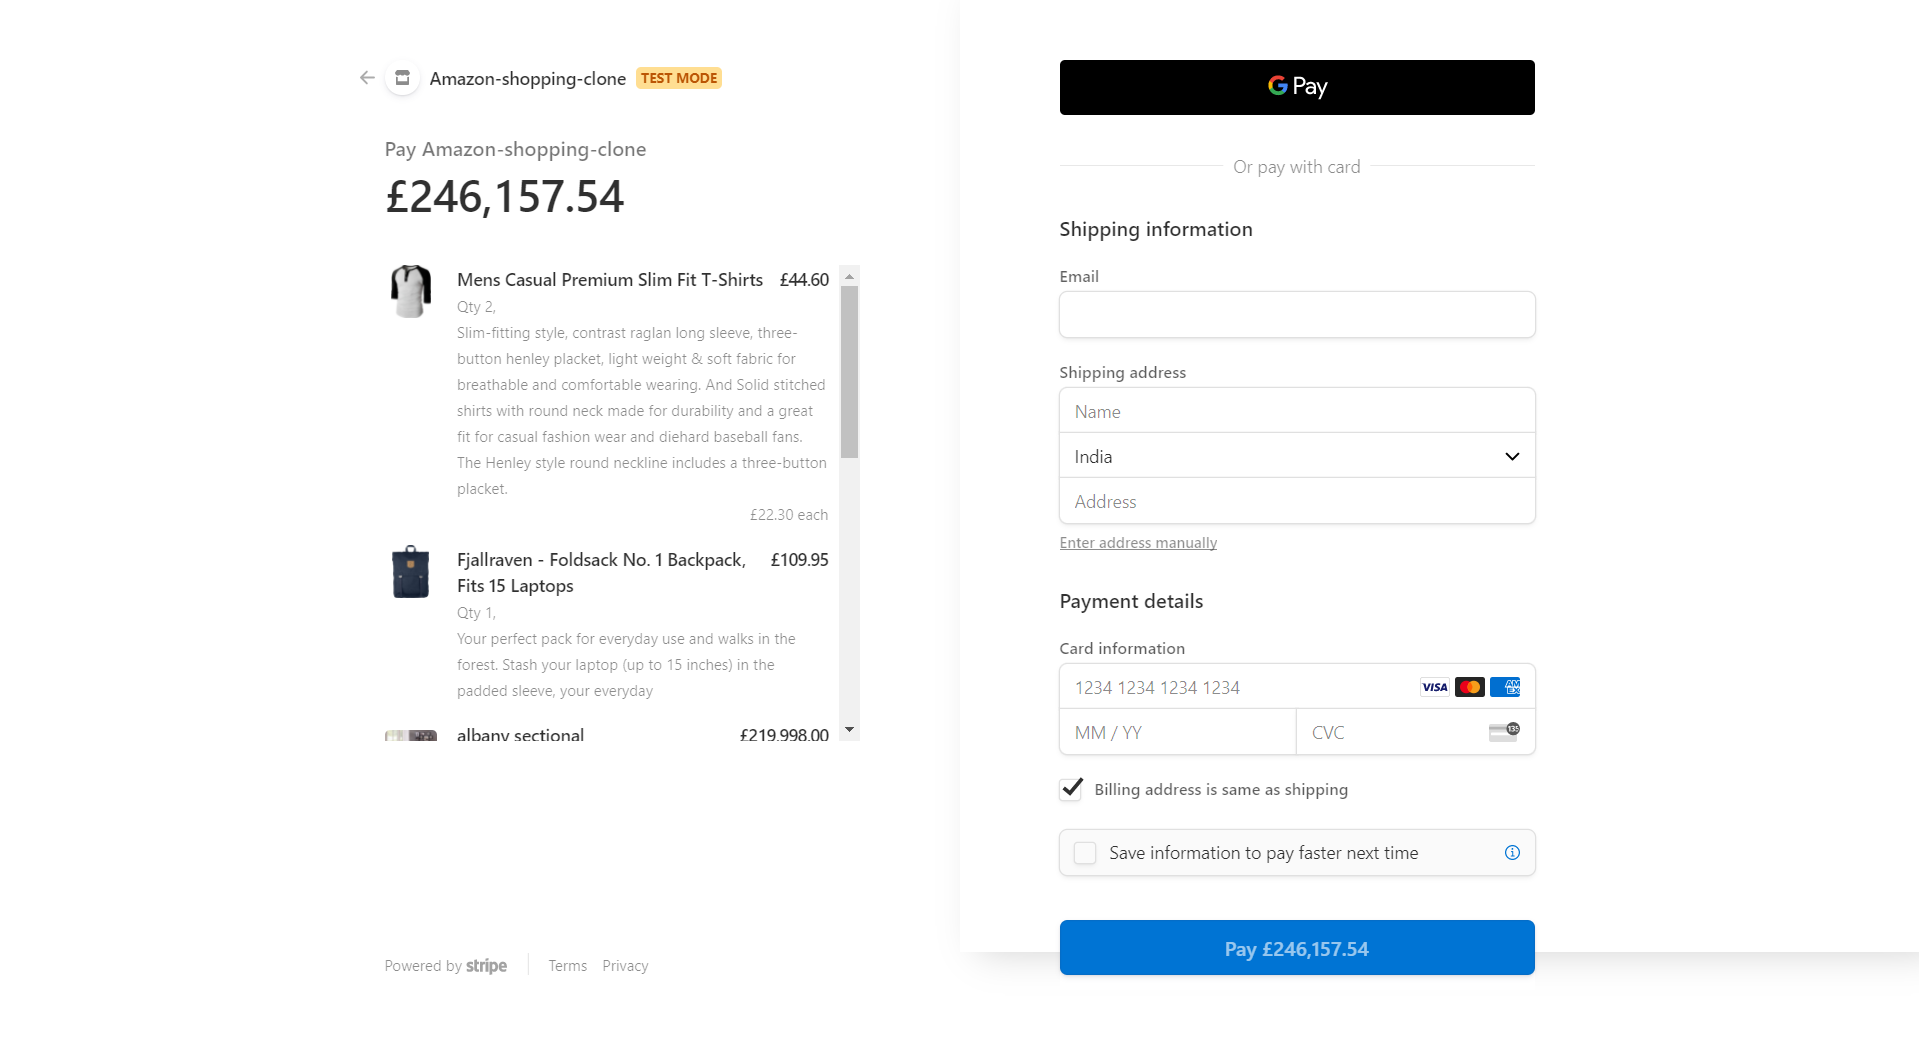 Amazon-shopping-clone TEST MODE
Pay Amazon-shopping-clone
£246,157.54
Mens Casual Premium Slim Fit T-Shirts £44.60
Qty 2,
Slim-fitting style, contrast raglan long sleeve, three-
button henley placket, light weight & soft fabric for
breathable and comfortable wearing. And Solid stitched
shirts with round neck made for durability and a great
fit for casual fashion wear and diehard baseball fans.
The Henley style round neckline includes a three-button
placket.
£22.30 each
Fjallraven - Foldsack No. 1 Backpack, £109.95
Fits 15 Laptops
Qty 1,
Your perfect pack for everyday use and walks in the
forest. Stash your laptop (up to 15 inches) in the
padded sleeve, your everyday
albany sectional £219,998.00
Powered by stripe Terms Privacy
G Pay
Or pay with card
Shipping information
Email
Shipping address
Name
India
Address
Enter address manually
Payment details
Card information
1234 1234 1234 1234 VISA AMEX
MM / YY CVC 135
Billing address is same as shipping
Save information to pay faster next time
Pay £246,157.54